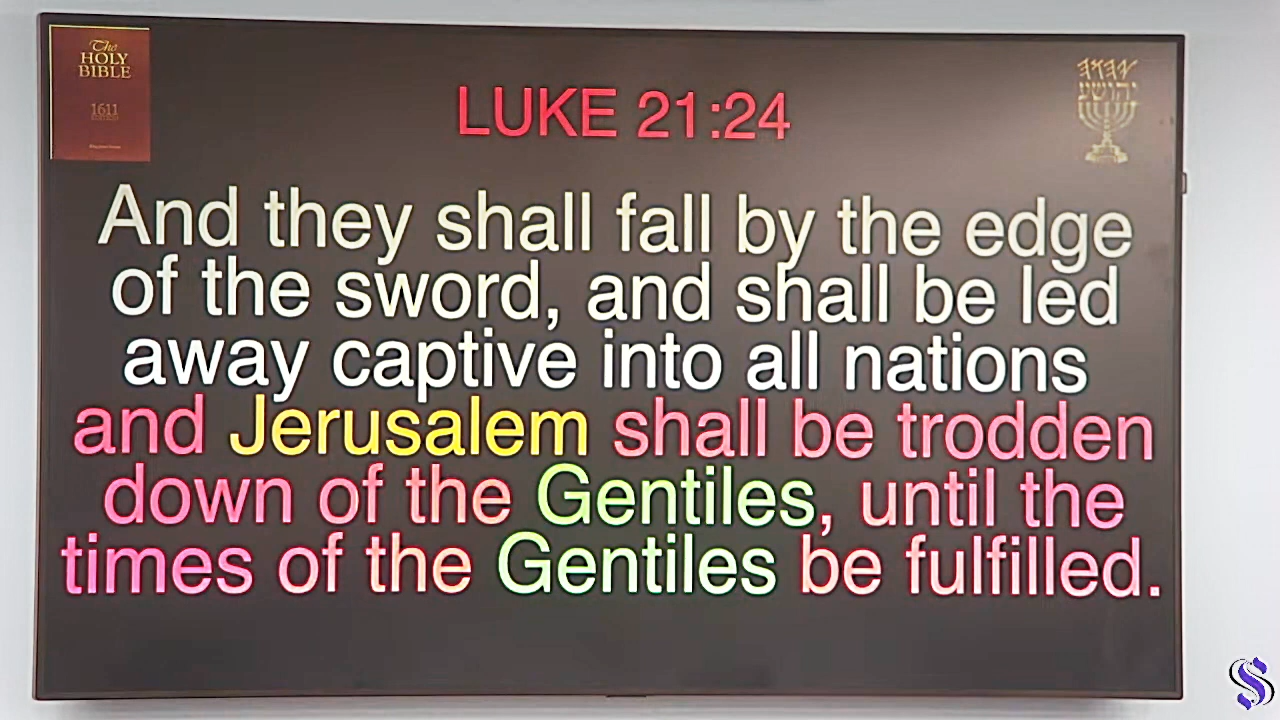 The
HOLY
BIBLE
1611
LUKE 21:24
יהושע
And they shall fall by the edge
of the sword, and shall be led
away captive into all nations
and Jerusalem shall be trodden
down of the Gentiles, until the
times of the Gentiles be fulfilled.
S